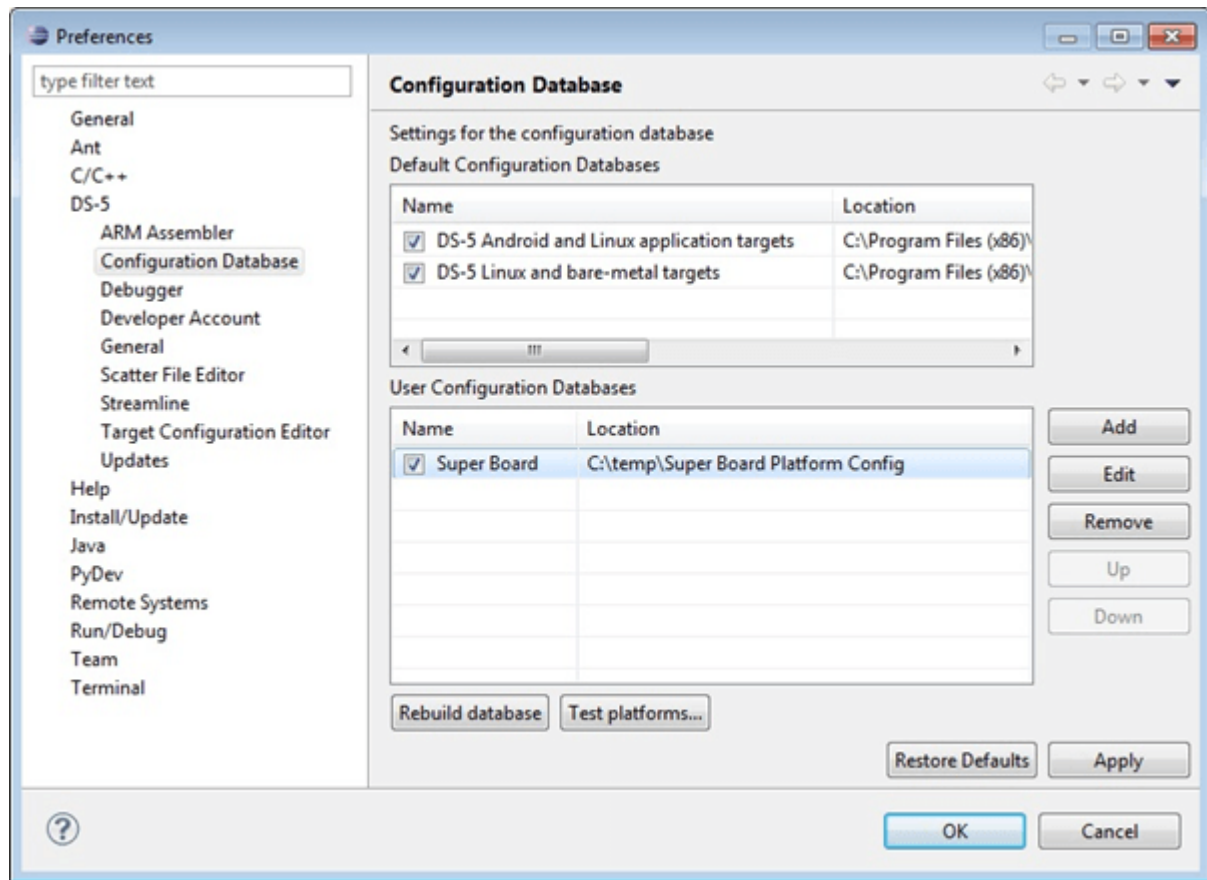 Preferences
type filter text
General
Ant
C/C++
DS-5
ARM Assembler
Configuration Database
Debugger
Developer Account
General
Scatter File Editor
Streamline
Target Configuration Editor
Updates
Help
Install/Update
Java
PyDev
Remote Systems
Run/Debug
Team
Terminal
Configuration Database
Settings for the configuration database
Default Configuration Databases
Name Location
DS-5 Android and Linux application targets C:\Program Files (x86)\
DS-5 Linux and bare-metal targets C:\Program Files (x86)\
User Configuration Databases
Name Location
Super Board C:\temp\Super Board Platform Config
Add
Edit
Remove
Up
Down
Rebuild database Test platforms...
Restore Defaults Apply
OK Cancel